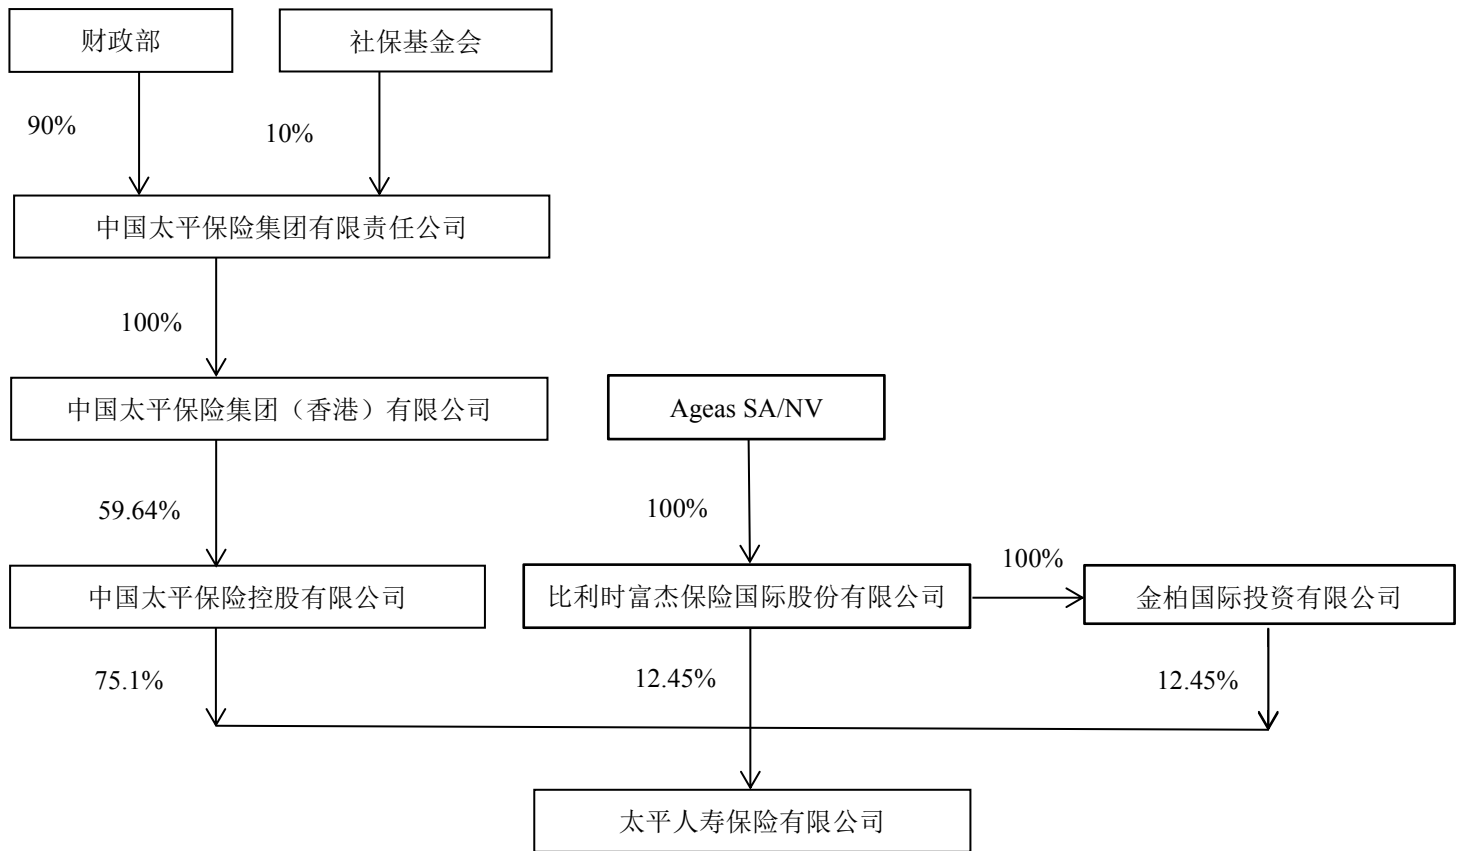 财政部
社保基金会
90%
10%
中国太平保险集团有限责任公司
100%
中国太平保险集团（香港）有限公司
Ageas SA/NV
59.64%
100%
100%
中国太平保险控股有限公司
比利时富杰保险国际股份有限公司
金柏国际投资有限公司
75.1%
12.45%
12.45%
太平人寿保险有限公司